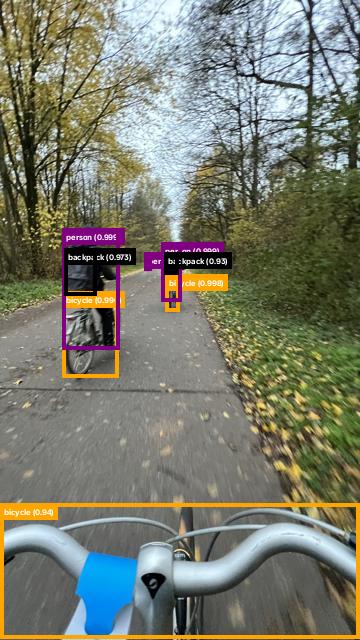 person (0.999
backpack (0.973)
person (0.999)
per
backpack (0.93)
bicycle (0.99
bicycle (0.998)
bicycle (0.94)